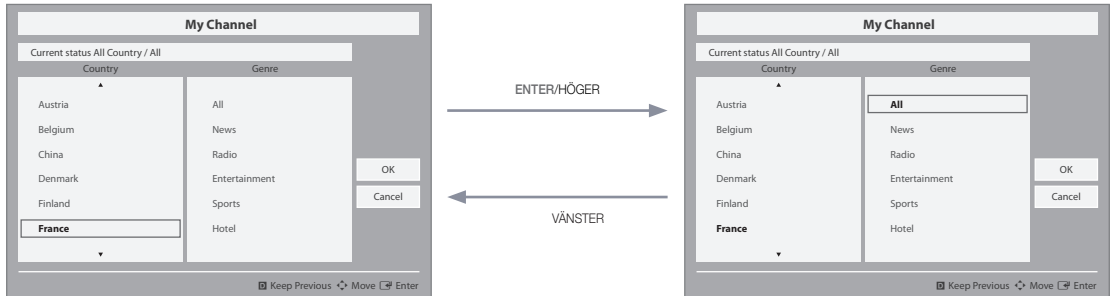 My Channel
Current status All Country / All
Country Genre
▲
Austria All
Belgium News
China Radio
Denmark Entertainment
Finland Sports
France Hotel
▼
OK
Cancel
D Keep Previous Move Enter
ENTER/HÖGER
VÄNSTER
My Channel
Current status All Country / All
Country Genre
▲
Austria All
Belgium News
China Radio
Denmark Entertainment
Finland Sports
France Hotel
▼
OK
Cancel
D Keep Previous Move Enter